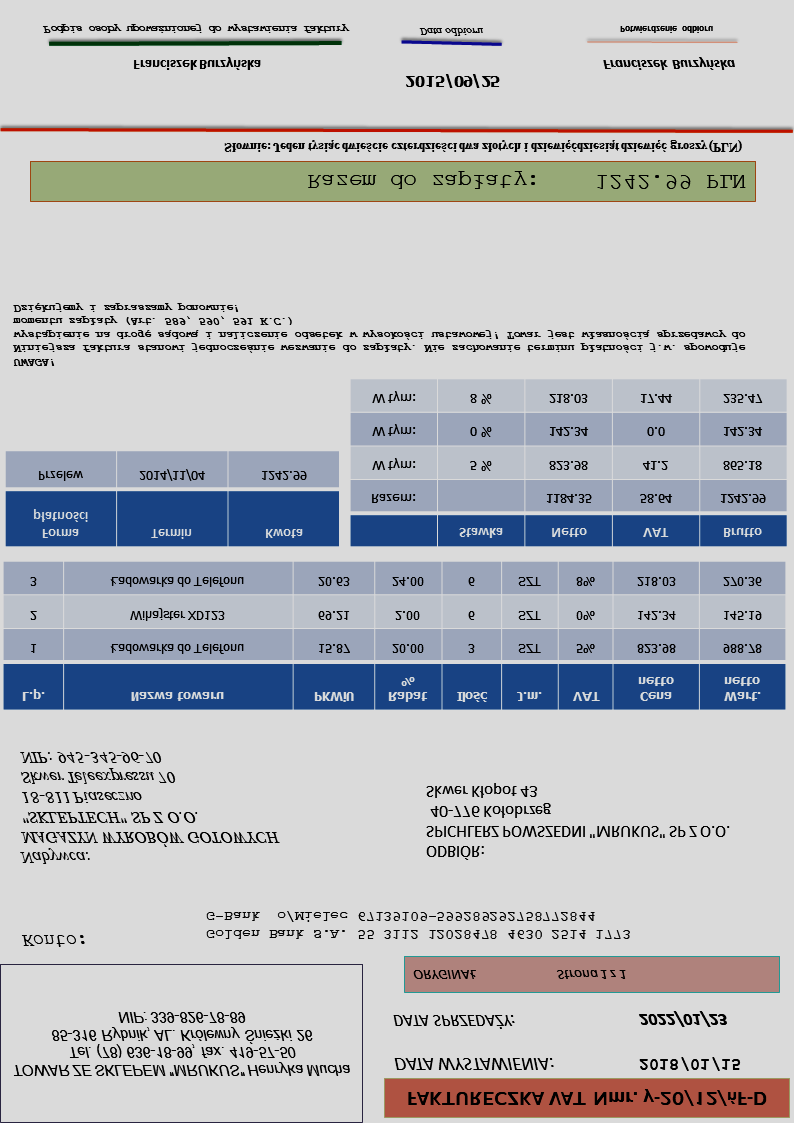 FAKTURECZKA VAT Nmr. y-20/12/ńF-D
DATA WYSTAWIENIA: 2018/01/15
DATA SPRZEDAŻY: 2022/01/23
ORYGINAŁ Strona 1 z 1
TOWAR ZE SKLEPEM "MRUKUS" Henryka Mucha
Tel. (78) 636-18-99, fax. 419-57-50
85-316 Rybnik, AL. Królewny Śnieżki 26
NIP: 339-826-78-89
Konto:
Golden Bank S.A. 55 3112 12028478 4630 2514 1773
G-Bank o/Mielec 67139109-599289292758772844
Nabywca:
MAGAZYN WYROBÓW GOTOWYCH
"SKLEPTECH" SP Z O.O.
18-811 Piaseczno
Skwer Teleexpressu 70
NIP: 945-345-96-70
ODBIÓR:
SPICHLERZ POWSZEDNI "MRUKUS" SP Z O.O.
40-776 Kołobrzeg
Skwer Kłopot 43
L.p. Nazwa towaru PKWiU Rabat % Ilość J.m. VAT Cena netto Wart. netto
1 Ładowarka do Telefonu 15.87 20.00 3 SZT 5% 823.98 988.78
2 Wihajster XD123 69.21 2.00 6 SZT 0% 142.34 145.19
3 Ładowarka do Telefonu 20.63 24.00 6 SZT 8% 218.03 270.36
Forma płatności Termin Kwota
Przelew 2014/11/04 1242.99
Stawka Netto VAT Brutto
Razem: 1184.35 58.64 1242.99
W tym: 5 % 823.98 41.2 865.18
W tym: 0 % 142.34 0.0 142.34
W tym: 8 % 218.03 17.44 235.47
UWAGA!
Niniejsza faktura stanowi jednocześnie wezwanie do zapłaty. Nie zachowanie terminu płatności j.w. spowoduje
wystąpienie na drogę sądową i naliczenie odsetek w wysokości ustawowej! Towar jest własnością sprzedawcy do
momentu zapłaty (Art. 589, 590, 591 K.C.)
Dziękujemy i zapraszamy ponownie!
Razem do zapłaty: 1242.99 PLN
Słownie: Jeden tysiąc dwieście czterdzieści dwa złotych i dziewięćdziesiąt dziewięć groszy (PLN)
2015/09/25
Franciszek Burzyńska
Franciszek Burzyńska
Podpis osoby upoważnionej do wystawienia faktury
Data odbioru
Potwierdzenie odbioru